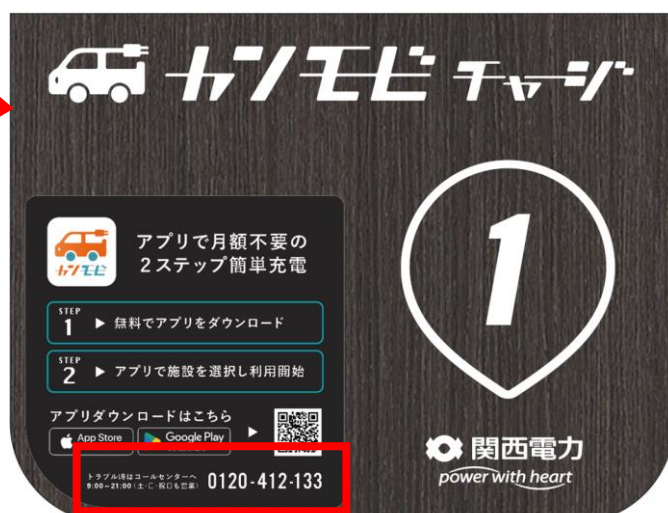 カンモビ チャージ
1
カンモビ
アプリで月額不要の
2ステップ簡単充電
STEP
1 ▶ 無料でアプリをダウンロード
STEP
2 ▶ アプリで施設を選択し利用開始
アプリダウンロードはこちら
App Store
Google Play
トラブル時はコールセンターへ
9:00~21:00(土・日・祝日も営業) 0120-412-133
関西電力
power with heart